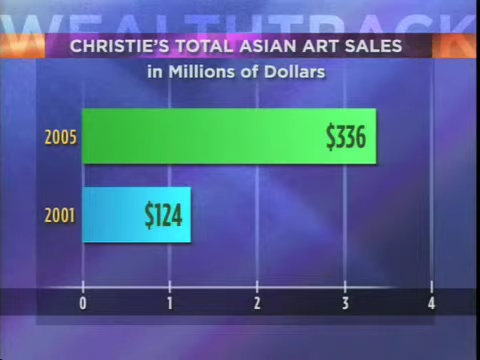 WEALTHTRACK
CHRISTIE'S TOTAL ASIAN ART SALES
in Millions of Dollars
2005
$336
2001
$124
0 1 2 3 4